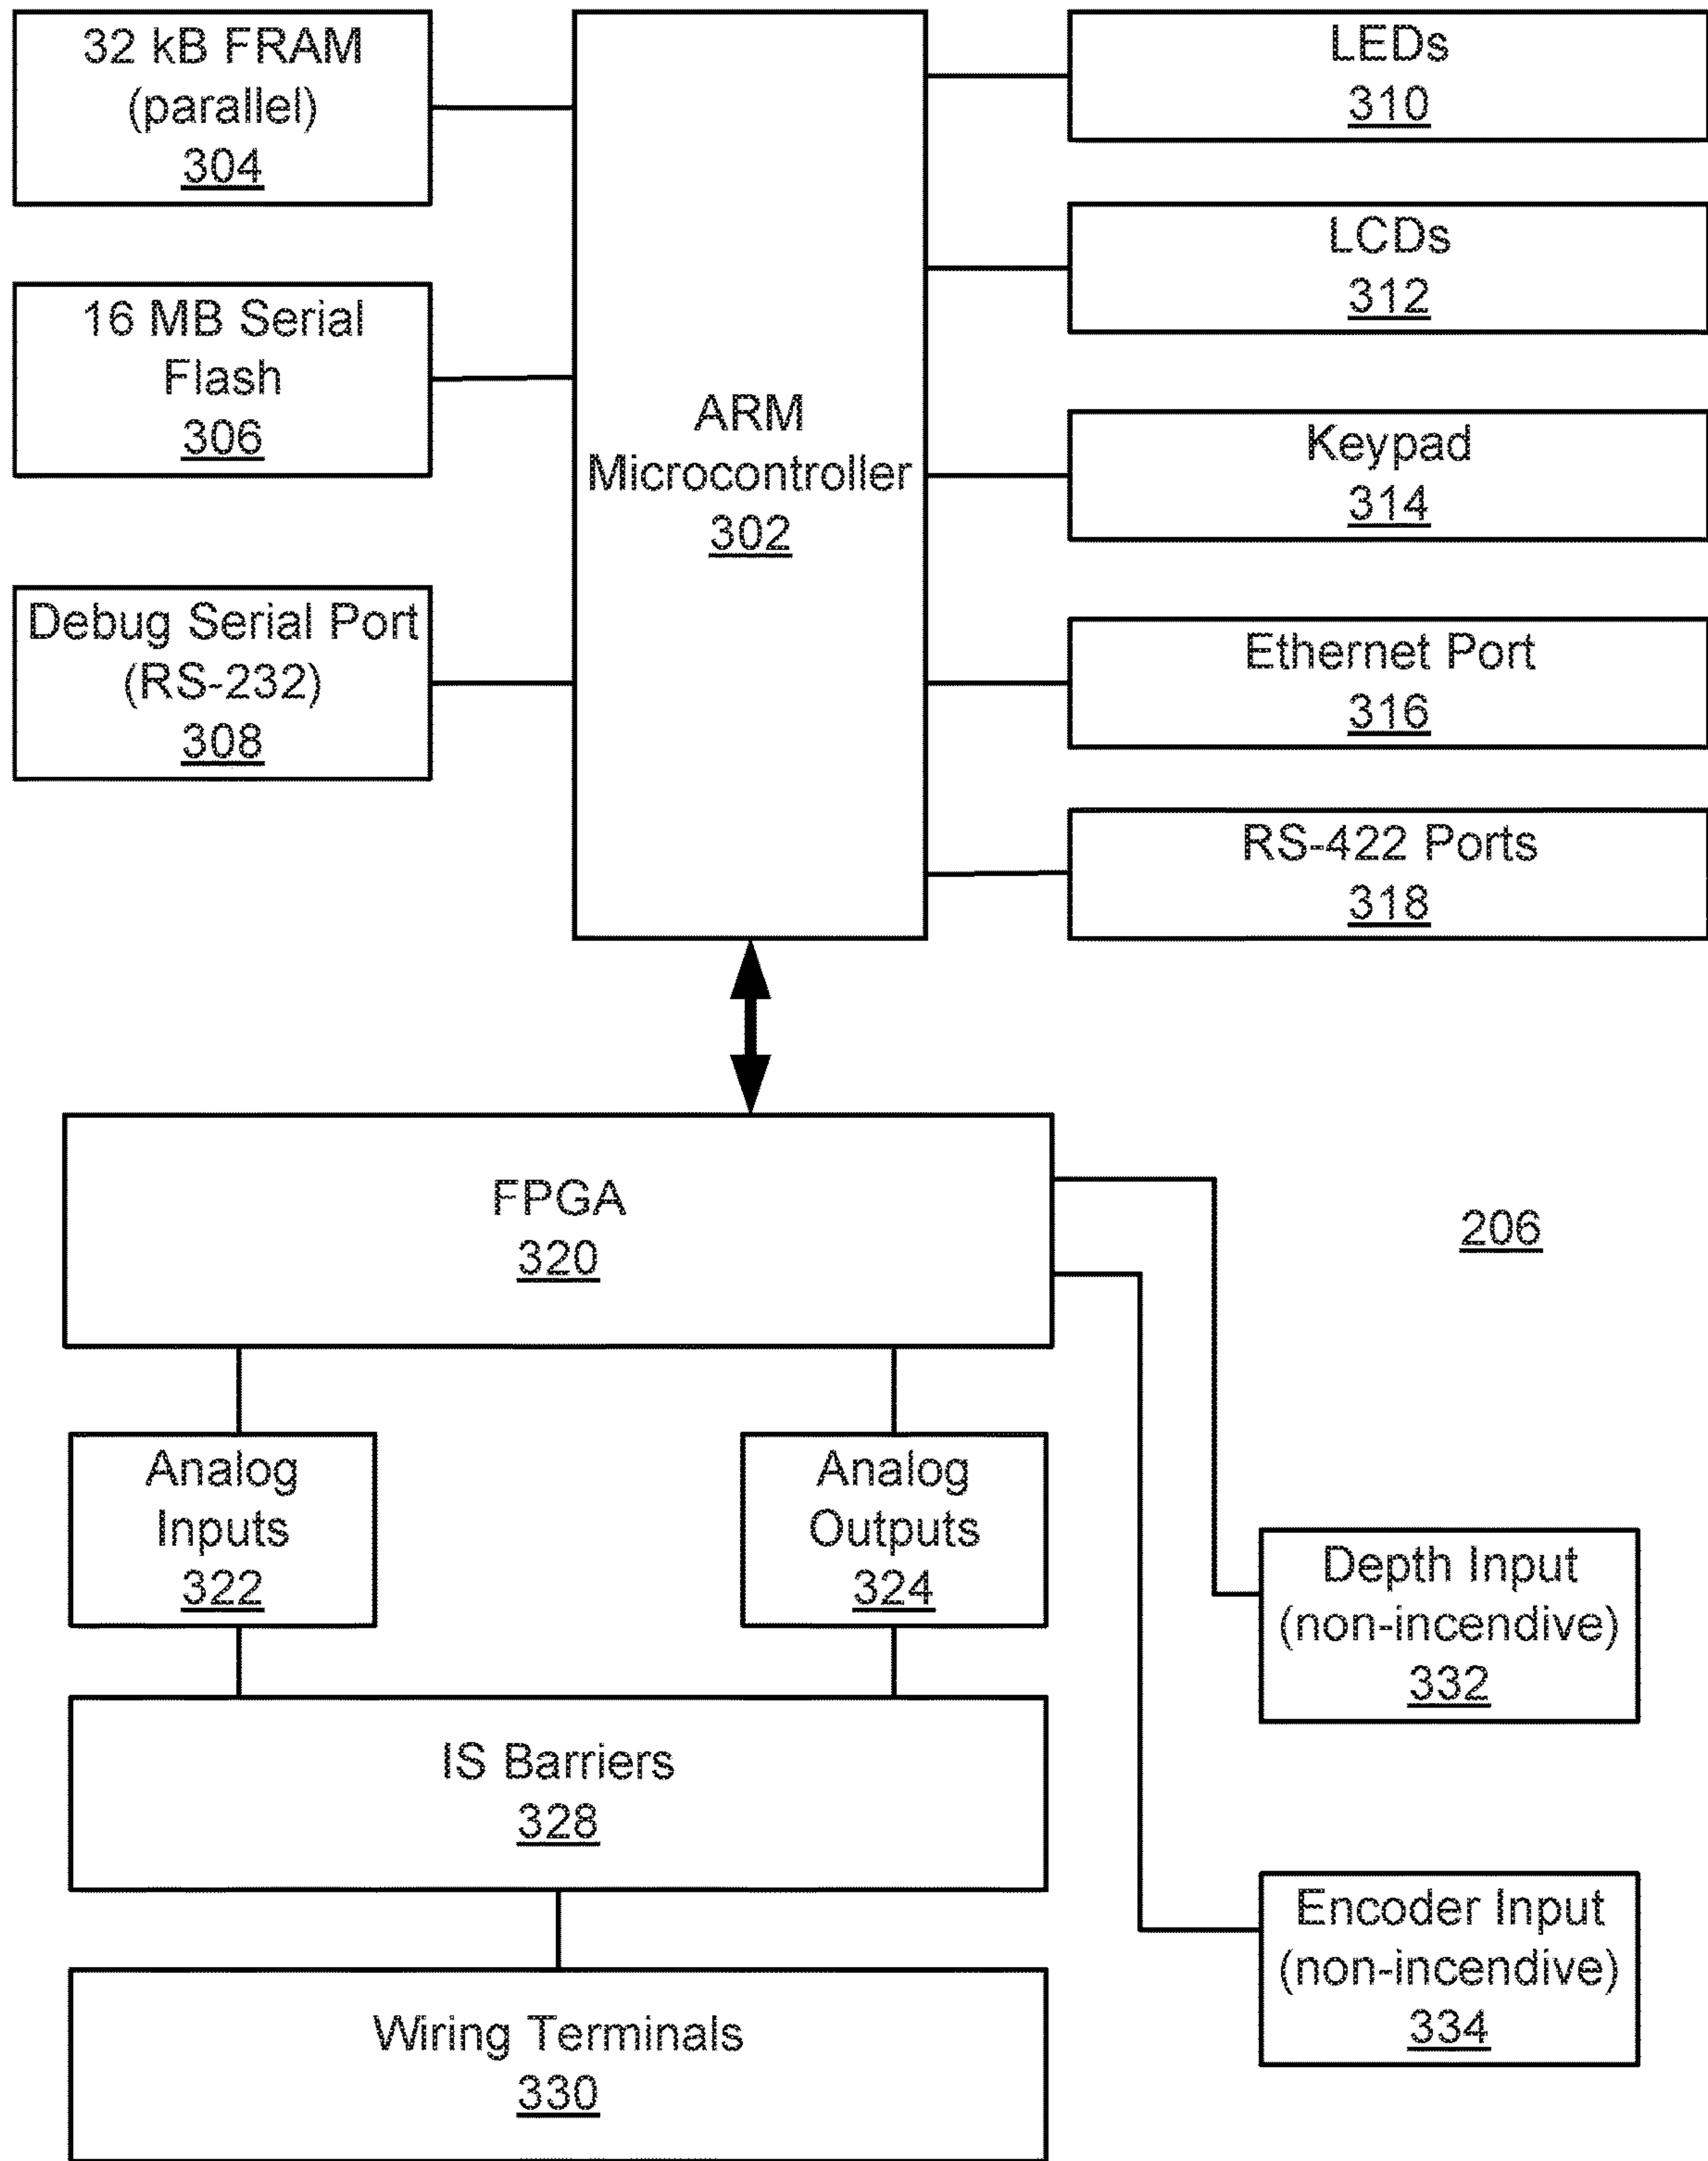 32 kB FRAM
(parallel)
304
16 MB Serial
Flash
306
Debug Serial Port
(RS-232)
308
ARM
Microcontroller
302
LEDs
310
LCDs
312
Keypad
314
Ethernet Port
316
RS-422 Ports
318
FPGA
320
206
Analog
Inputs
322
Analog
Outputs
324
Depth Input
(non-incendive)
332
IS Barriers
328
Encoder Input
(non-incendive)
334
Wiring Terminals
330